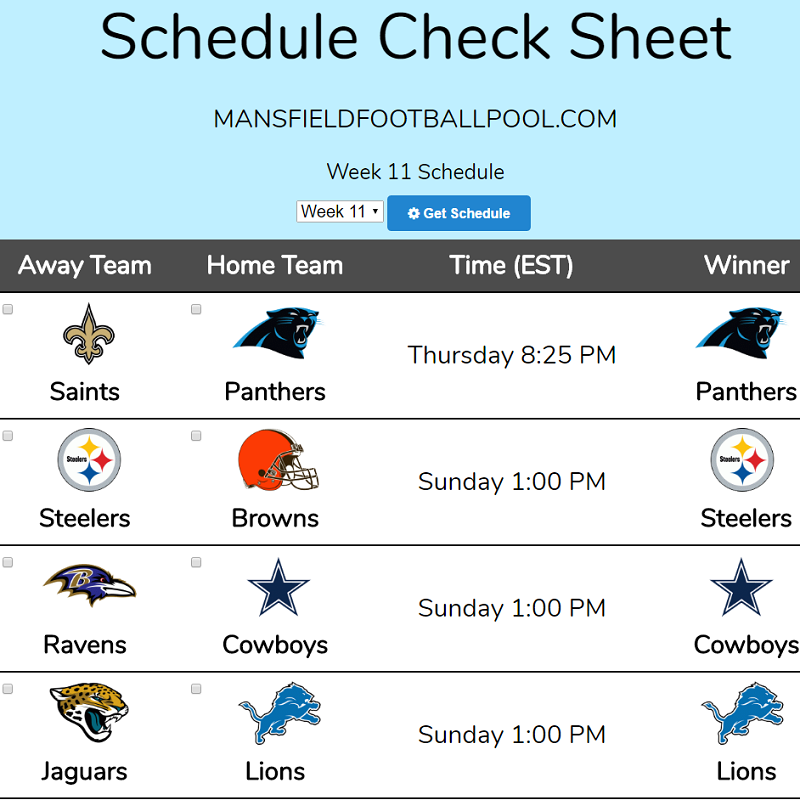 Schedule Check Sheet
MANSFIELDFOOTBALLPOOL.COM
Week 11 Schedule
Week 11 Get Schedule
Away Team Home Team Time (EST) Winner
Thursday 8:25 PM
Saints Panthers Panthers
Steelers Steelers
Sunday 1:00 PM
Steelers Browns Steelers
B
Sunday 1:00 PM
Ravens Cowboys Cowboys
Sunday 1:00 PM
Jaguars Lions Lions